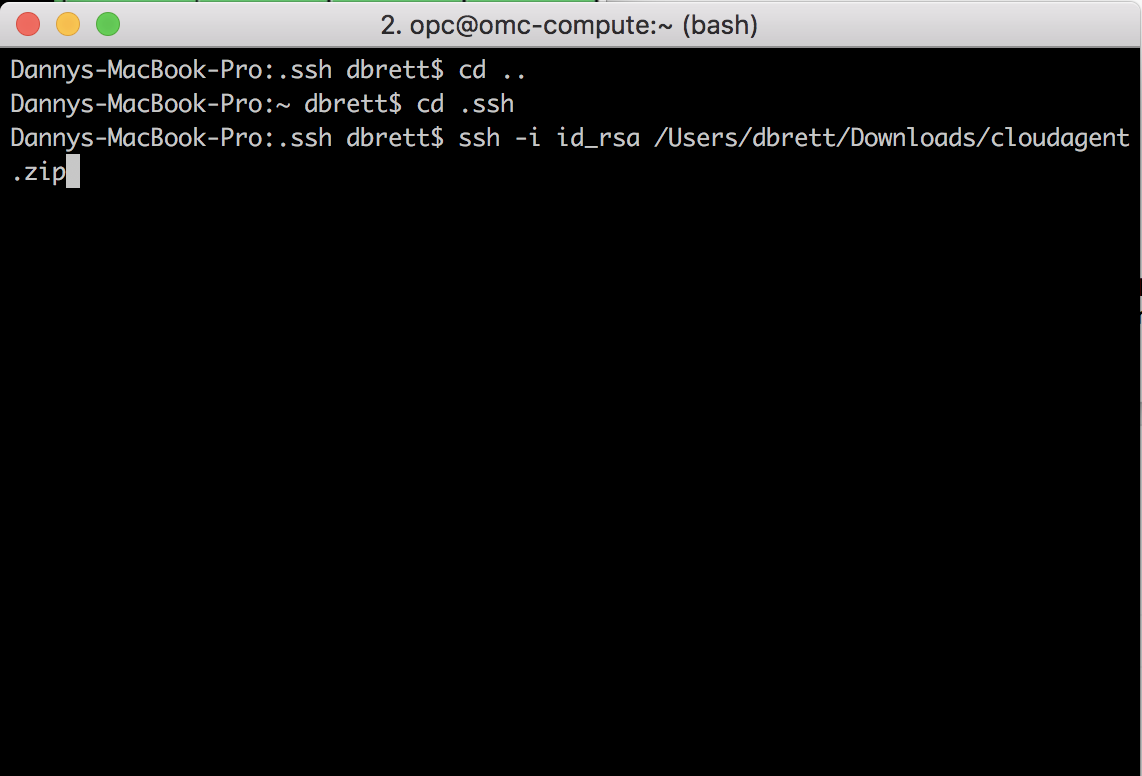 2. opc@omc-compute:~ (bash)
Dannys-MacBook-Pro:.ssh dbrett$ cd ..
Dannys-MacBook-Pro:~ dbrett$ cd .ssh
Dannys-MacBook-Pro:.ssh dbrett$ ssh -i id_rsa /Users/dbrett/Downloads/cloudagent
.zip